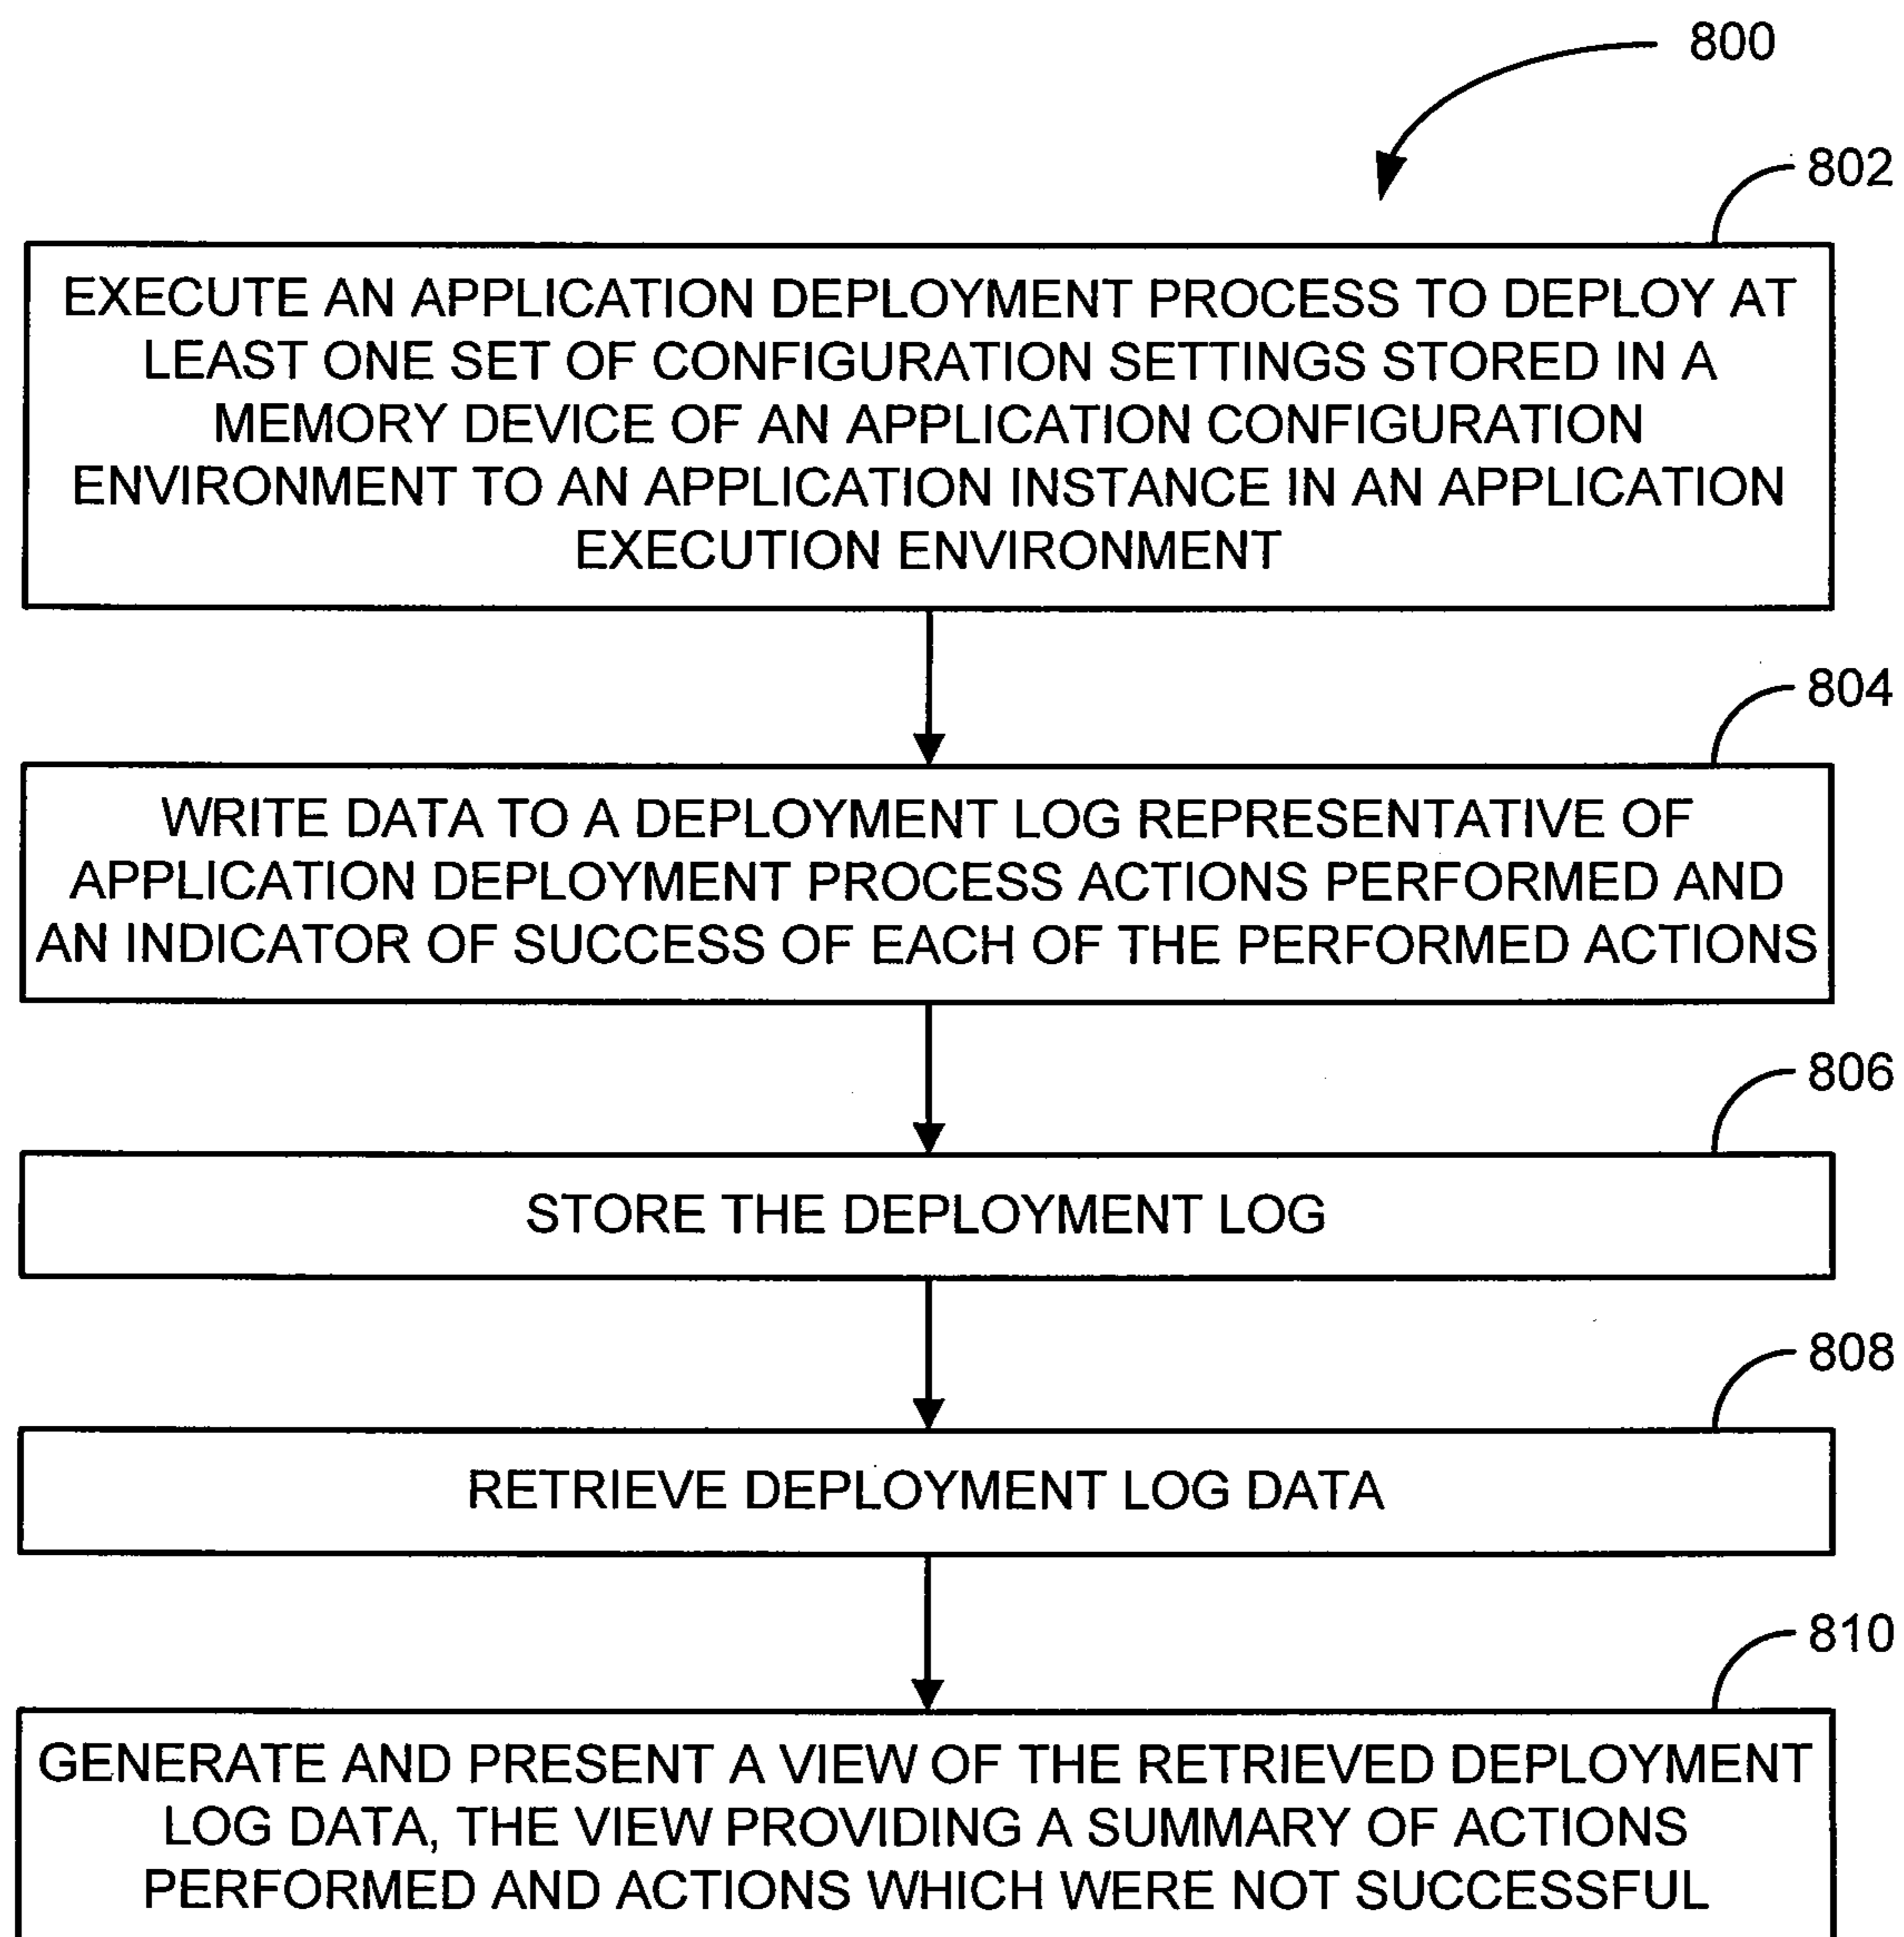 800
802
EXECUTE AN APPLICATION DEPLOYMENT PROCESS TO DEPLOY AT
LEAST ONE SET OF CONFIGURATION SETTINGS STORED IN A
MEMORY DEVICE OF AN APPLICATION CONFIGURATION
ENVIRONMENT TO AN APPLICATION INSTANCE IN AN APPLICATION
EXECUTION ENVIRONMENT
804
WRITE DATA TO A DEPLOYMENT LOG REPRESENTATIVE OF
APPLICATION DEPLOYMENT PROCESS ACTIONS PERFORMED AND
AN INDICATOR OF SUCCESS OF EACH OF THE PERFORMED ACTIONS
806
STORE THE DEPLOYMENT LOG
808
RETRIEVE DEPLOYMENT LOG DATA
810
GENERATE AND PRESENT A VIEW OF THE RETRIEVED DEPLOYMENT
LOG DATA, THE VIEW PROVIDING A SUMMARY OF ACTIONS
PERFORMED AND ACTIONS WHICH WERE NOT SUCCESSFUL